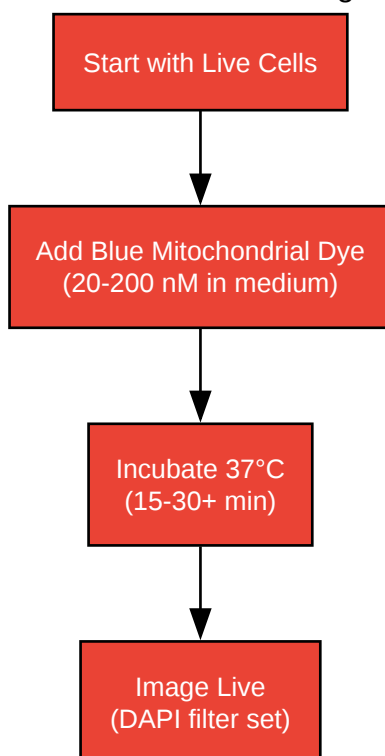 Start with Live Cells
Add Blue Mitochondrial Dye
(20-200 nM in medium)
Incubate 37°C
(15-30+ min)
Image Live
(DAPI filter set)